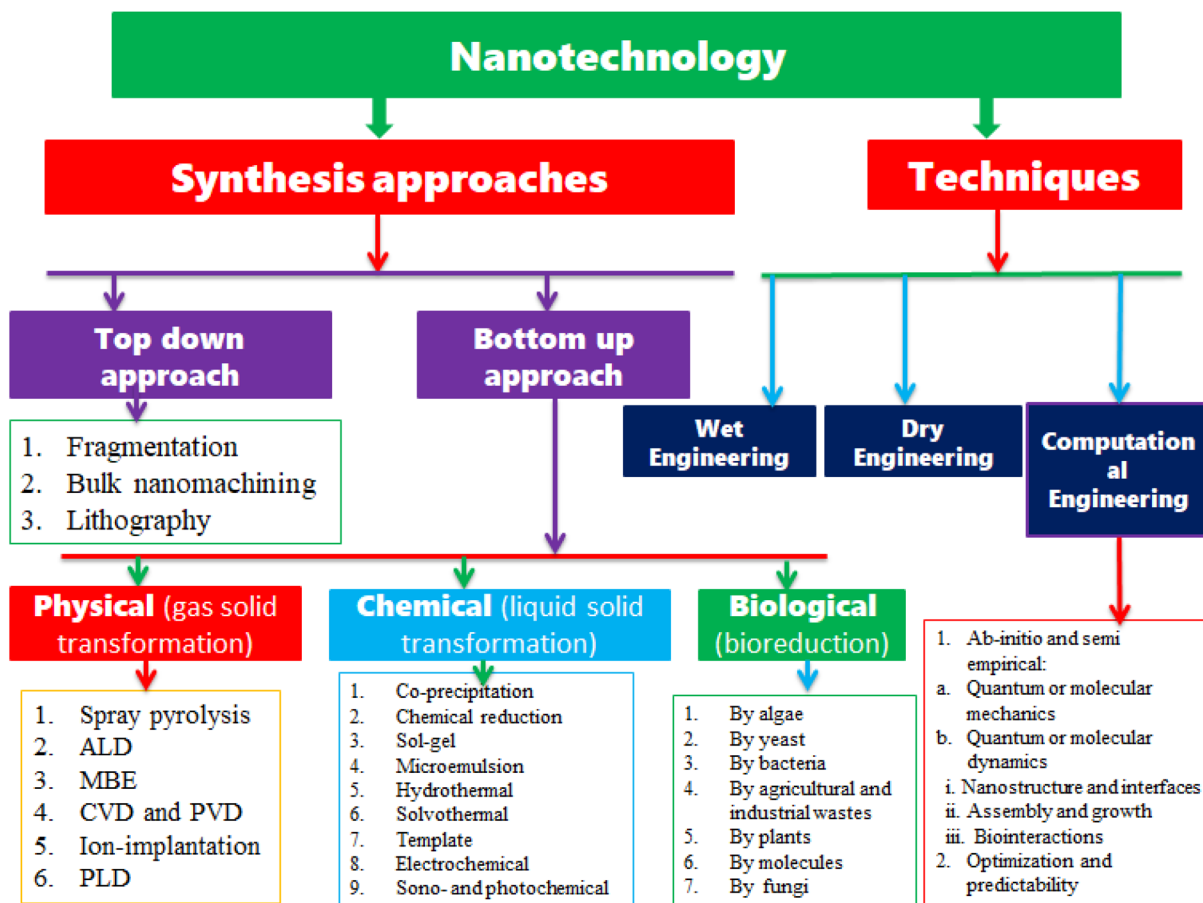 Nanotechnology
Synthesis approaches
Techniques
Top down
approach
Bottom up
approach
1. Fragmentation
2. Bulk nanomachining
3. Lithography
Wet
Engineering
Dry
Engineering
Computation
al
Engineering
Physical (gas solid
transformation)
Chemical (liquid solid
transformation)
Biological
(bioreduction)
1. Spray pyrolysis
2. ALD
3. MBE
4. CVD and PVD
5. Ion-implantation
6. PLD
1. Co-precipitation
2. Chemical reduction
3. Sol-gel
4. Microemulsion
5. Hydrothermal
6. Solvothermal
7. Template
8. Electrochemical
9. Sono- and photochemical
1. By algae
2. By yeast
3. By bacteria
4. By agricultural and
industrial wastes
5. By plants
6. By molecules
7. By fungi
1. Ab-initio and semi
empirical:
a. Quantum or molecular
mechanics
b. Quantum or molecular
dynamics
i. Nanostructure and interfaces
ii. Assembly and growth
iii. Biointeractions
2. Optimization and
predictability